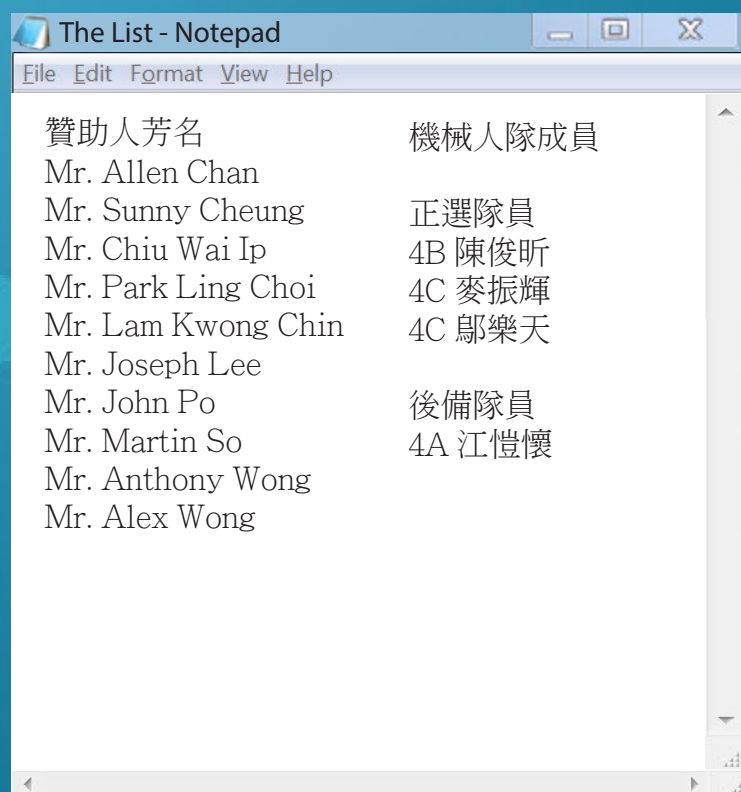 The List - Notepad
File Edit Format View Help
贊助人芳名
Mr. Allen Chan
Mr. Sunny Cheung
Mr. Chiu Wai Ip
Mr. Park Ling Choi
Mr. Lam Kwong Chin
Mr. Joseph Lee
Mr. John Po
Mr. Martin So
Mr. Anthony Wong
Mr. Alex Wong
機械人隊成員
正選隊員
4B 陳俊昕
4C 麥振輝
4C 鄔樂天
後備隊員
4A 江愷懷